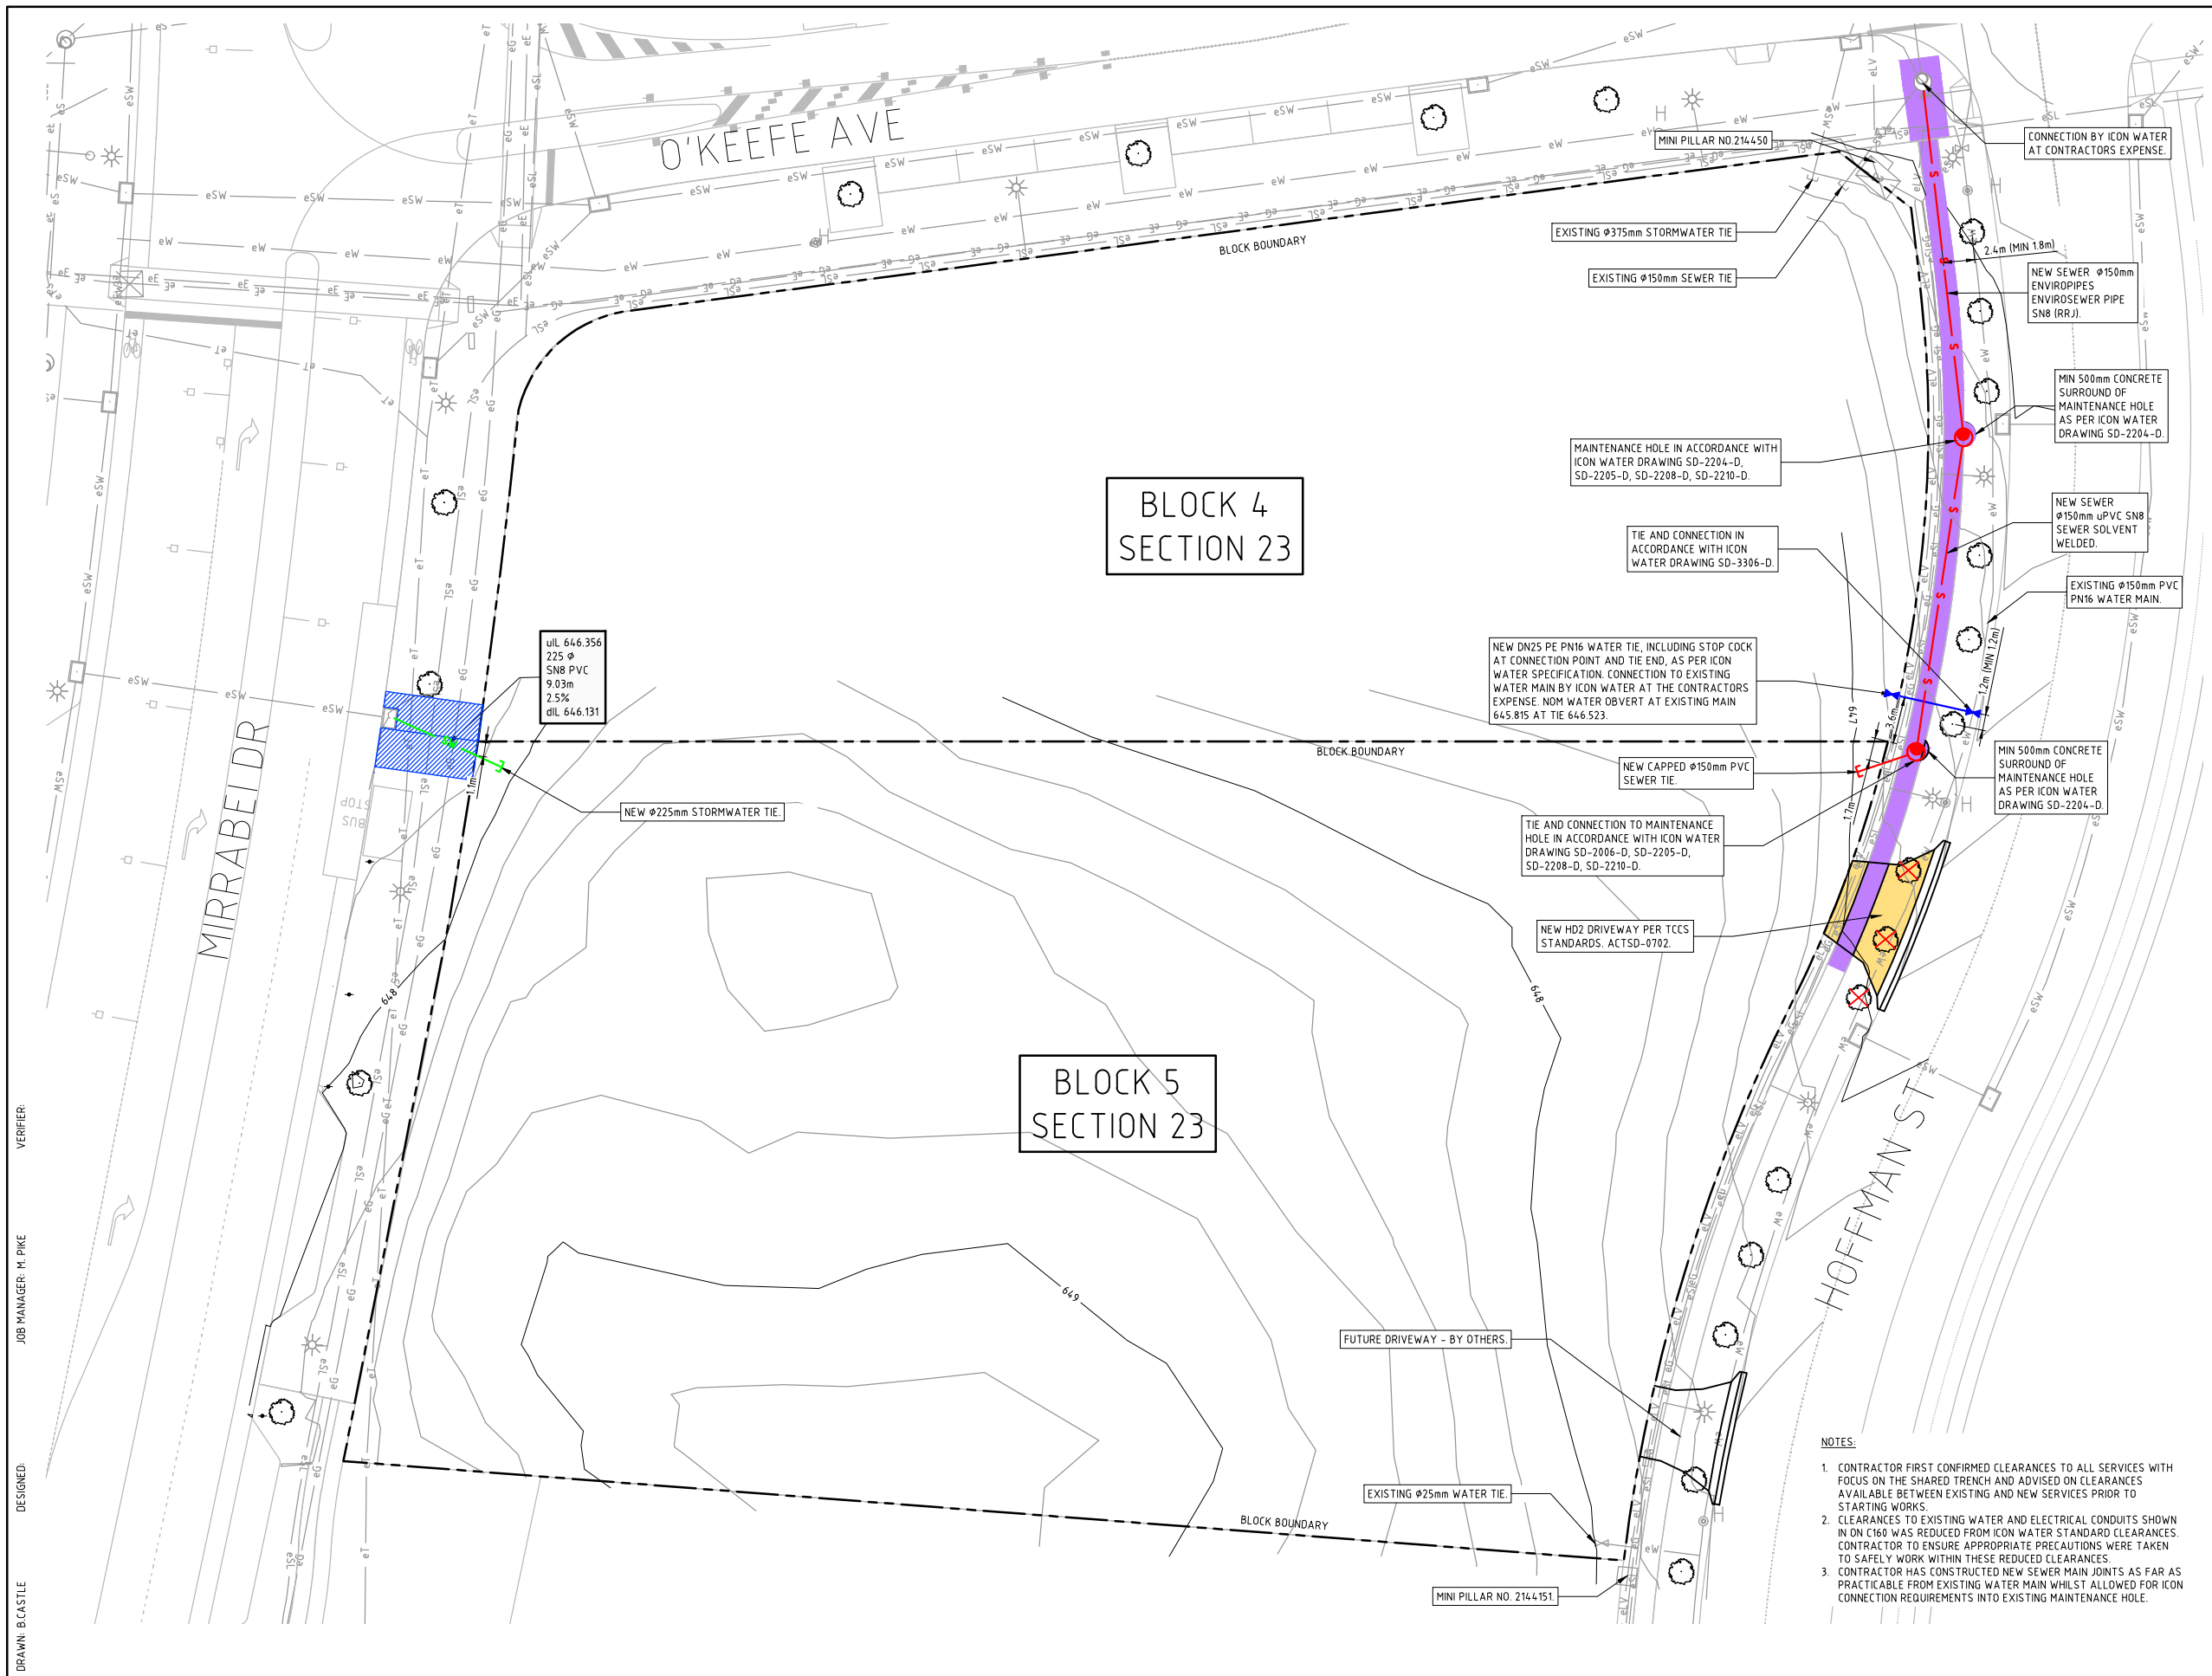 O'KEEFE AVE
MINI PILLAR NO.214450
CONNECTION BY ICON WATER
AT CONTRACTORS EXPENSE.
EXISTING Ø375mm STORMWATER TIE
EXISTING Ø150mm SEWER TIE
BLOCK BOUNDARY
2.4m (MIN 1.8m)
NEW SEWER Ø150mm
ENVIROPIPES
ENVIROSEWER PIPE
SN8 (RRJ).
MIN 500mm CONCRETE
SURROUND OF
MAINTENANCE HOLE
AS PER ICON WATER
DRAWING SD-2204-D.
MAINTENANCE HOLE IN ACCORDANCE WITH
ICON WATER DRAWING SD-2204-D,
SD-2205-D, SD-2208-D, SD-2210-D.
BLOCK 4
SECTION 23
NEW SEWER
Ø150mm uPVC SN8
SEWER SOLVENT
WELDED.
TIE AND CONNECTION IN
ACCORDANCE WITH ICON
WATER DRAWING SD-3306-D.
EXISTING Ø150mm PVC
PN16 WATER MAIN.
uIL 646.356
225 Ø
SN8 PVC
9.03m
2.5%
dIL 646.131
NEW DN25 PE PN16 WATER TIE, INCLUDING STOP COCK
AT CONNECTION POINT AND TIE END, AS PER ICON
WATER SPECIFICATION. CONNECTION TO EXISTING
WATER MAIN BY ICON WATER AT THE CONTRACTORS
EXPENSE. NOM WATER OBVERT AT EXISTING MAIN
645.815 AT TIE 646.523.
1.2m (MIN 1.2m)
647
3.6m
BLOCK BOUNDARY
NEW CAPPED Ø150mm PVC
SEWER TIE.
MIN 500mm CONCRETE
SURROUND OF
MAINTENANCE HOLE
AS PER ICON WATER
DRAWING SD-2204-D.
1.1m
1.7m
NEW Ø225mm STORMWATER TIE.
BUS
STOP
MIRRABEI DR
TIE AND CONNECTION TO MAINTENANCE
HOLE IN ACCORDANCE WITH ICON WATER
DRAWING SD-2006-D, SD-2205-D,
SD-2208-D, SD-2210-D.
NEW HD2 DRIVEWAY PER TCCS
STANDARDS. ACTSD-0702.
648
648
BLOCK 5
SECTION 23
HOFFMAN ST
649
FUTURE DRIVEWAY - BY OTHERS.
EXISTING Ø25mm WATER TIE.
BLOCK BOUNDARY
MINI PILLAR NO. 2144151.
NOTES:
1. CONTRACTOR FIRST CONFIRMED CLEARANCES TO ALL SERVICES WITH
FOCUS ON THE SHARED TRENCH AND ADVISED ON CLEARANCES
AVAILABLE BETWEEN EXISTING AND NEW SERVICES PRIOR TO
STARTING WORKS.
2. CLEARANCES TO EXISTING WATER AND ELECTRICAL CONDUITS SHOWN
IN ON C160 WAS REDUCED FROM ICON WATER STANDARD CLEARANCES.
CONTRACTOR TO ENSURE APPROPRIATE PRECAUTIONS WERE TAKEN
TO SAFELY WORK WITHIN THESE REDUCED CLEARANCES.
3. CONTRACTOR HAS CONSTRUCTED NEW SEWER MAIN JOINTS AS FAR AS
PRACTICABLE FROM EXISTING WATER MAIN WHILST ALLOWED FOR ICON
CONNECTION REQUIREMENTS INTO EXISTING MAINTENANCE HOLE.
VERIFIER:
JOB MANAGER: M. PIKE
DESIGNED:
DRAWN: B.CASTLE